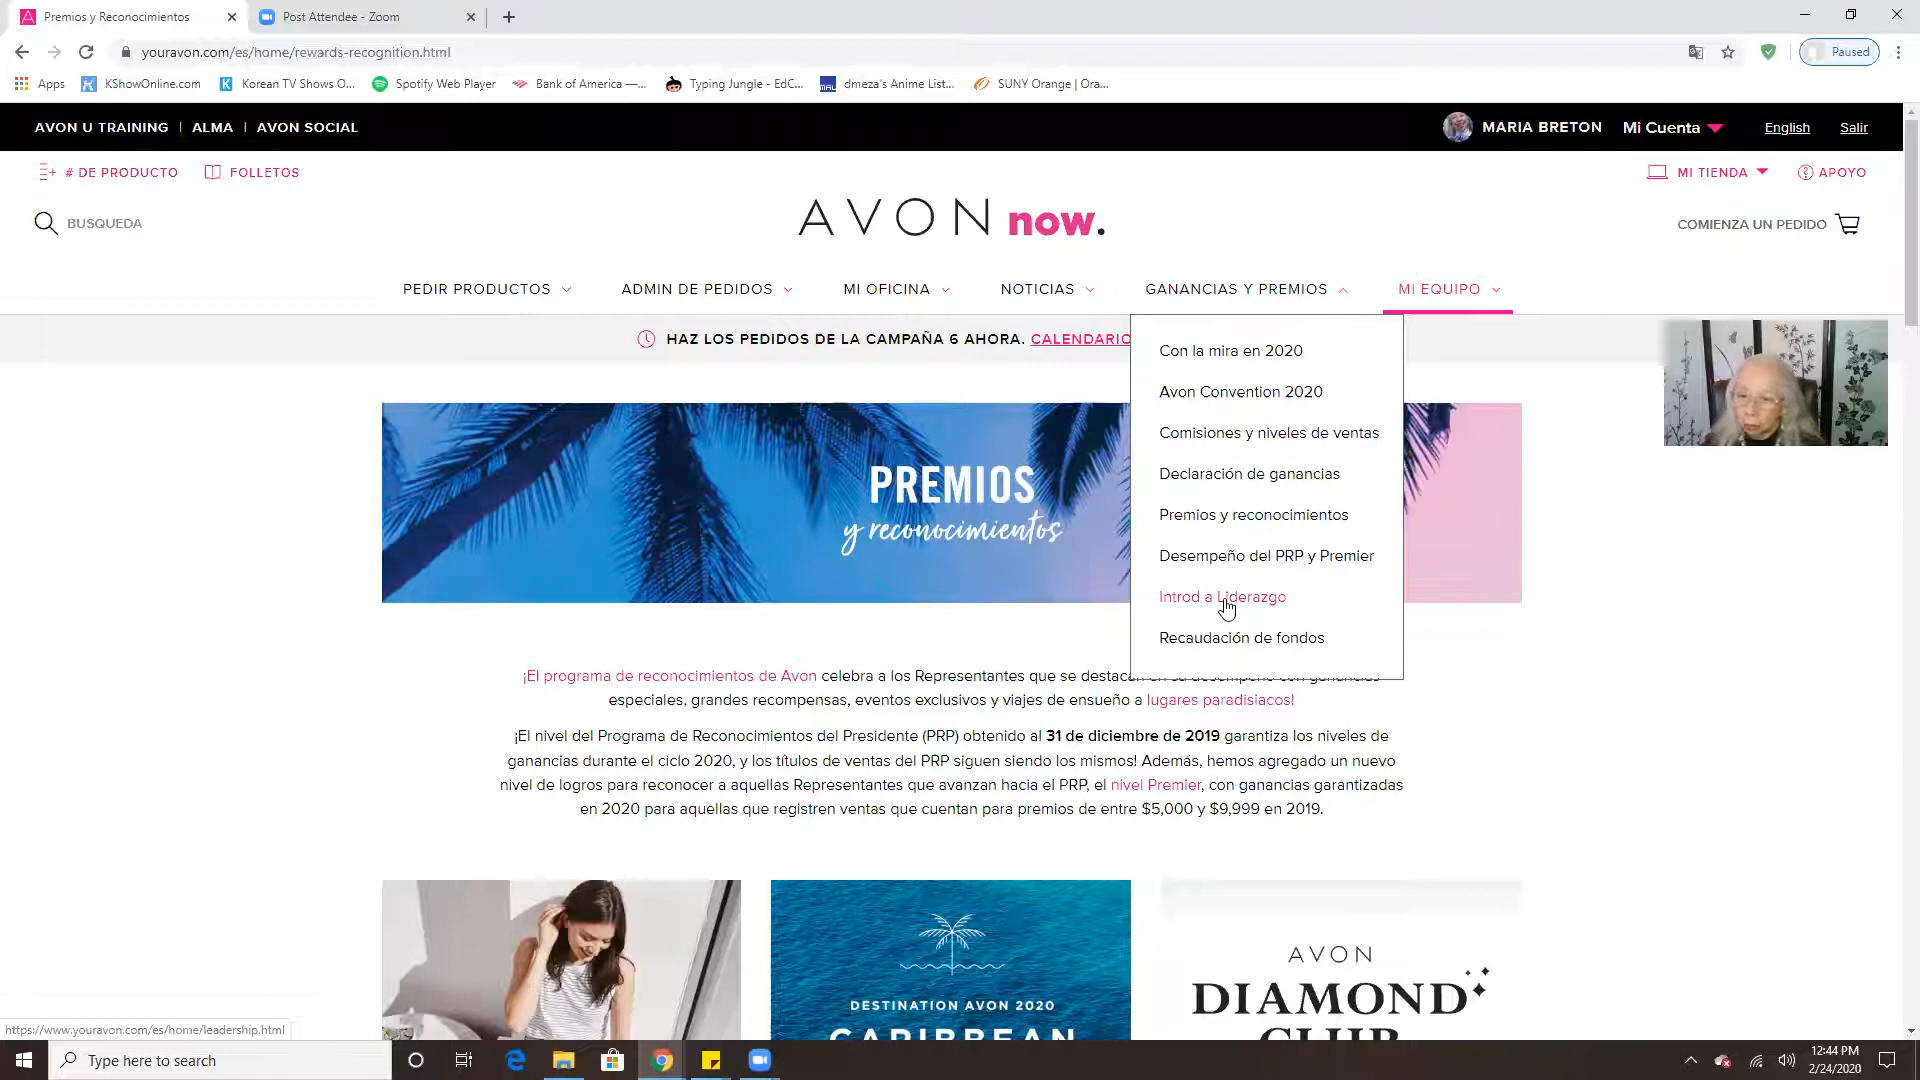 Premios y Reconocimientos
Post Attendee - Zoom
youravon.com/es/home/rewards-recognition.html
Paused
Apps
KShowOnline.com
Korean TV Shows O...
Spotify Web Player
Bank of America —...
Typing Jungle - EdC...
dmeza's Anime List...
SUNY Orange | Ora...
AVON U TRAINING | ALMA | AVON SOCIAL
MARIA BRETON
Mi Cuenta
English
Salir
# DE PRODUCTO
FOLLETOS
MI TIENDA
APOYO
BUSQUEDA
AVON now.
COMIENZA UN PEDIDO
PEDIR PRODUCTOS
ADMIN DE PEDIDOS
MI OFICINA
NOTICIAS
GANANCIAS Y PREMIOS
MI EQUIPO
HAZ LOS PEDIDOS DE LA CAMPAÑA 6 AHORA. CALENDARIO
Con la mira en 2020
Avon Convention 2020
Comisiones y niveles de ventas
Declaración de ganancias
Premios y reconocimientos
Desempeño del PRP y Premier
Introd a Liderazgo
Recaudación de fondos
PREMIOS
y reconocimientos
¡El programa de reconocimientos de Avon celebra a los Representantes que se destacan en su desempeño con ganancias
especiales, grandes recompensas, eventos exclusivos y viajes de ensueño a lugares paradisiacos!
¡El nivel del Programa de Reconocimientos del Presidente (PRP) obtenido al 31 de diciembre de 2019 garantiza los niveles de
ganancias durante el ciclo 2020, y los títulos de ventas del PRP siguen siendo los mismos! Además, hemos agregado un nuevo
nivel de logros para reconocer a aquellas Representantes que avanzan hacia el PRP, el nivel Premier, con ganancias garantizadas
en 2020 para aquellas que registren ventas que cuentan para premios de entre $5,000 y $9,999 en 2019.
DESTINATION AVON 2020
CARIBBEAN
AVON
DIAMOND
CLUB
https://www.youravon.com/es/home/leadership.html
Type here to search
12:44 PM
2/24/2020